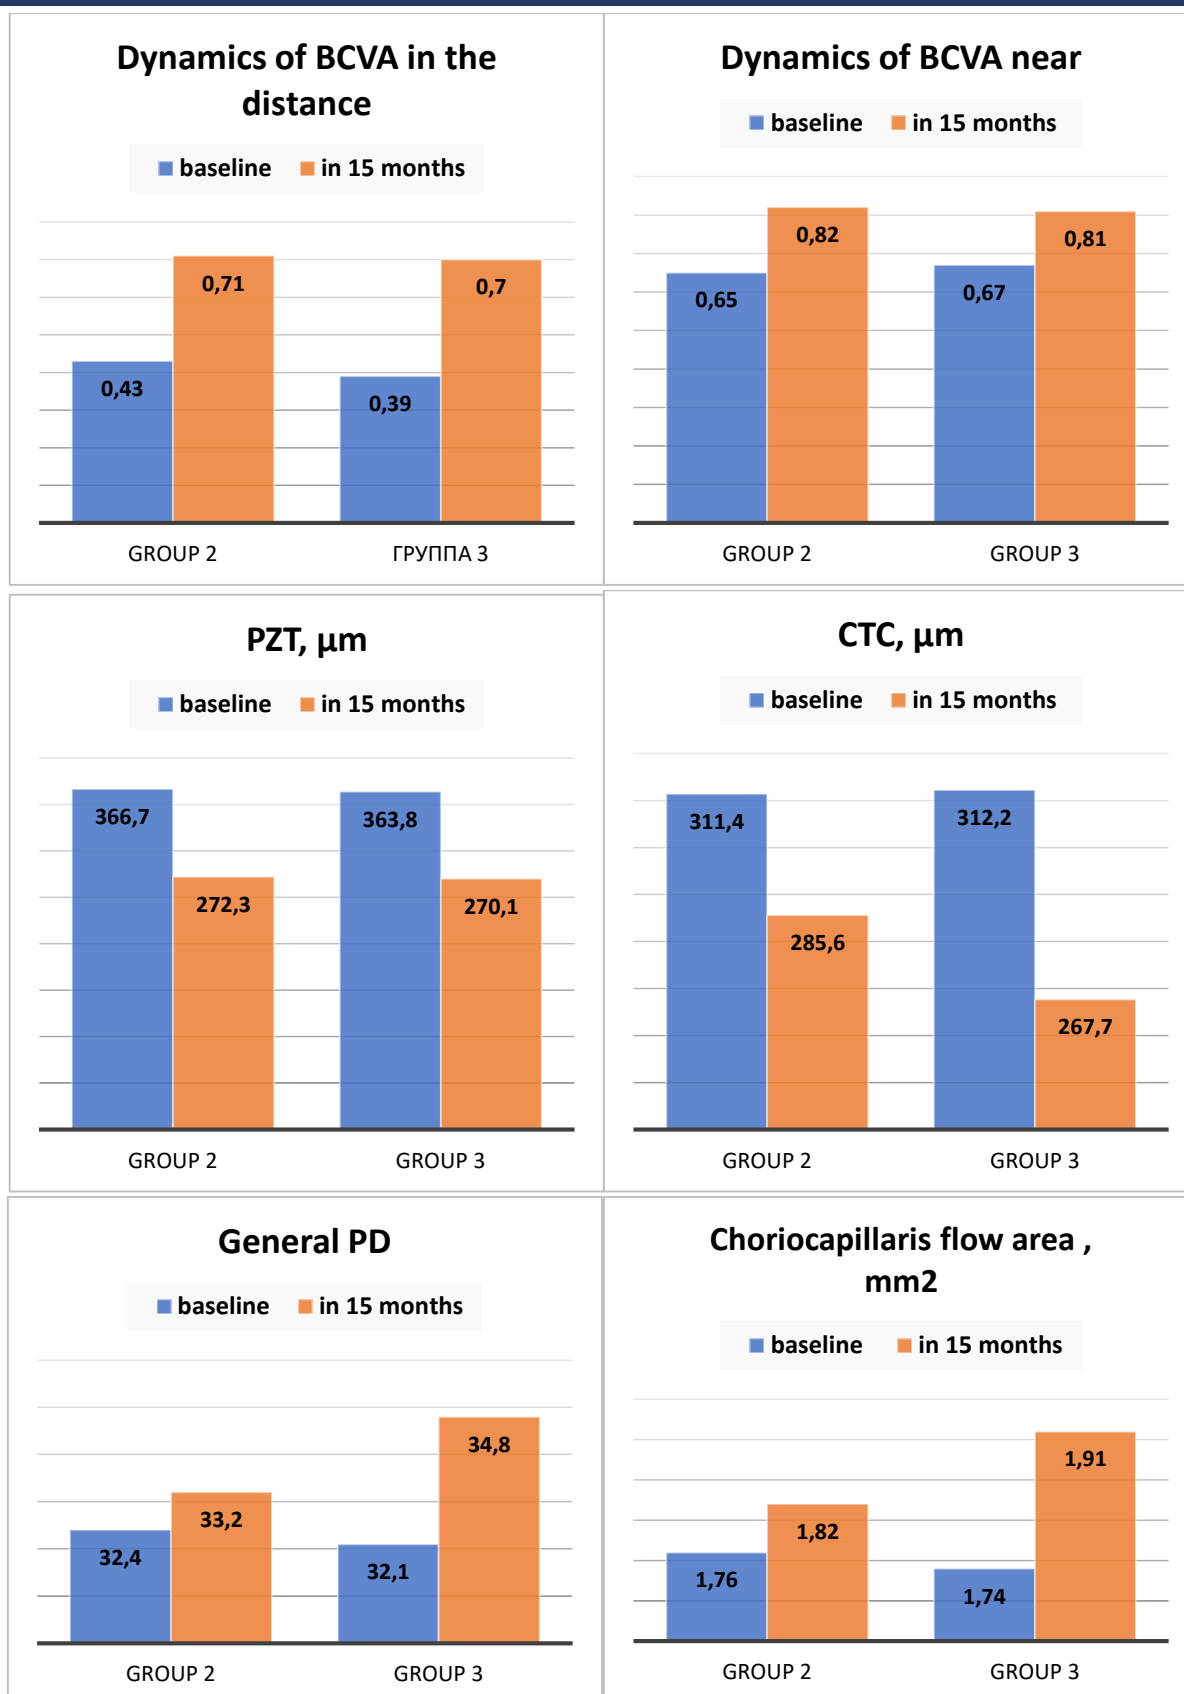 Dynamics of BCVA in the
distance
baseline in 15 months
0,43
0,71
0,39
0,7
GROUP 2
ГРУППА 3
Dynamics of BCVA near
baseline in 15 months
0,65
0,82
0,67
0,81
GROUP 2
GROUP 3
PZT, µm
baseline in 15 months
366,7
272,3
363,8
270,1
GROUP 2
GROUP 3
CTC, µm
baseline in 15 months
311,4
285,6
312,2
267,7
GROUP 2
GROUP 3
General PD
baseline in 15 months
32,4
33,2
32,1
34,8
GROUP 2
GROUP 3
Choriocapillaris flow area ,
mm2
baseline in 15 months
1,76
1,82
1,74
1,91
GROUP 2
GROUP 3